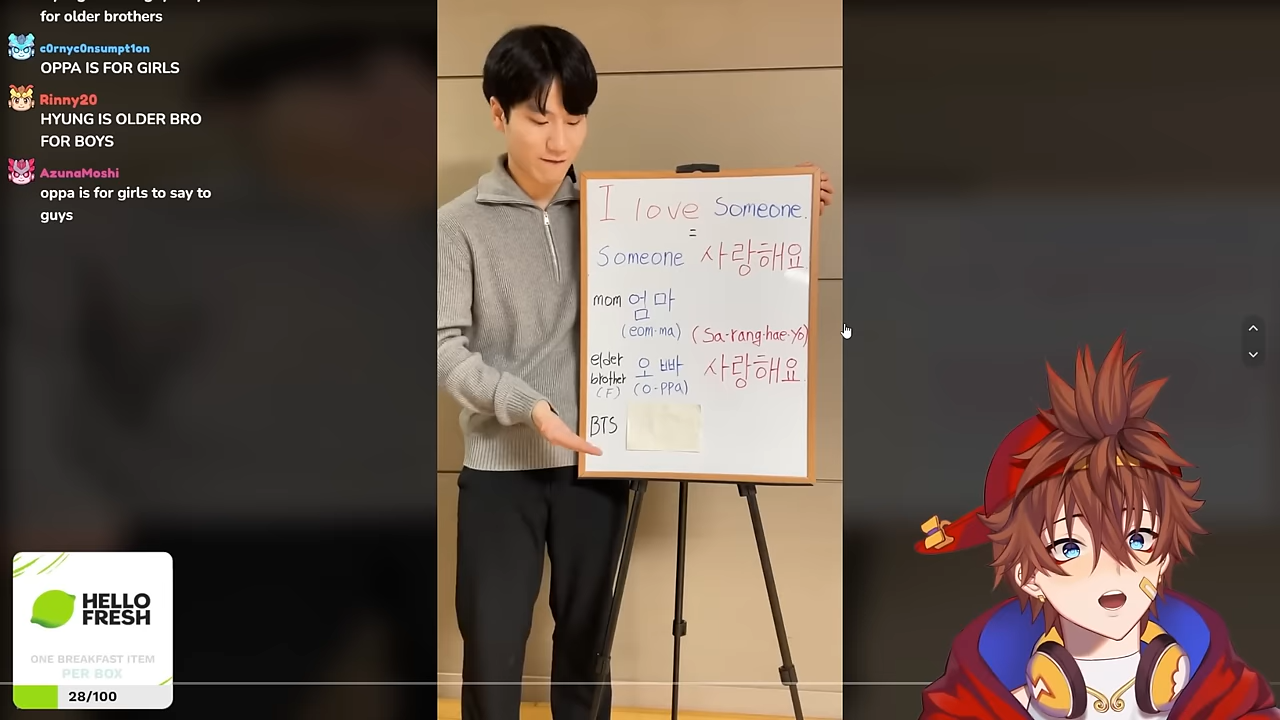 for older brothers
c0rnyc0nsumpt1on
OPPA IS FOR GIRLS
Rinny20
HYUNG IS OLDER BRO
FOR BOYS
AzunaMoshi
oppa is for girls to say to
guys
I love Someone.
=
Someone 사랑해요
mom 엄마
(eom-ma) (Sa-rang-hae-Yo)
elder
brother 오빠 사랑해요.
(F) (O-PPa)
BTS
HELLO
FRESH
ONE BREAKFAST ITEM
PER BOX
28/100